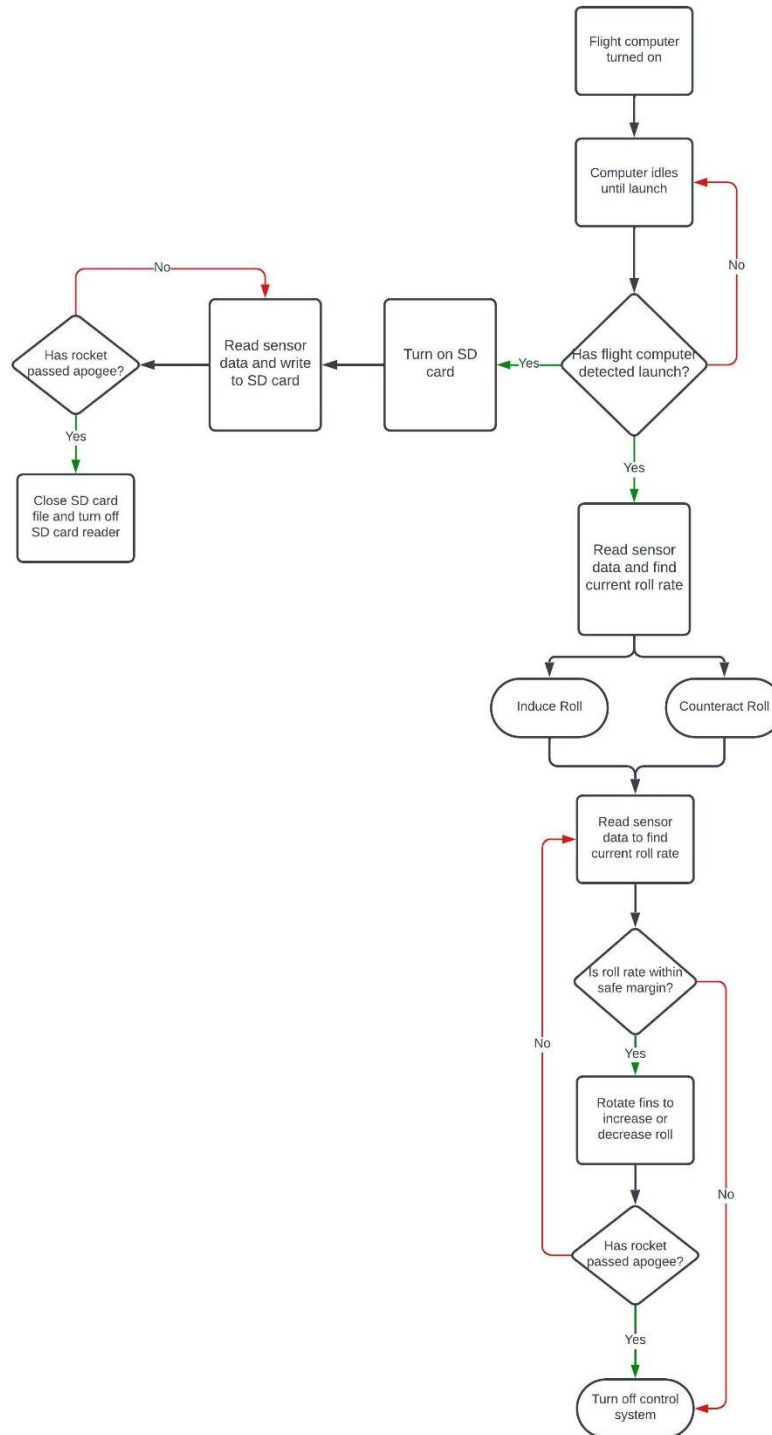 Flight computer
turned on
Computer idles
until launch
No
Has flight computer
detected launch?
Yes
Turn on SD
card
Read sensor
data and write
to SD card
No
Has rocket
passed apogee?
Yes
Close SD card
file and turn off
SD card reader
Yes
Read sensor
data and find
current roll rate
Induce Roll
Counteract Roll
Read sensor
data to find
current roll rate
Is roll rate within
safe margin?
No
Yes
Rotate fins to
increase or
decrease roll
No
Has rocket
passed apogee?
Yes
Turn off control
system